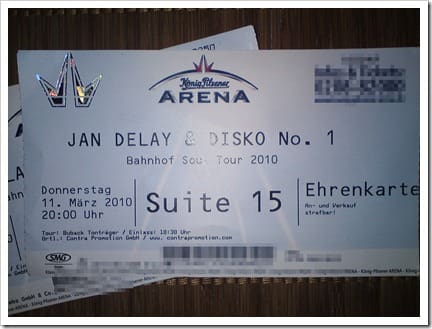 König Pilsener
ARENA
JAN DELAY & DISKO No. 1
Bahnhof Soul Tour 2010
Donnerstag
11. März 2010
20:00 Uhr
Suite 15
Ehrenkarte
An- und Verkauf
strafbar!
Tour: Buback Tonträger / Einlass: 18:30 Uhr
Örtl.: Contra Promotion GmbH / www.contrapromotion.com